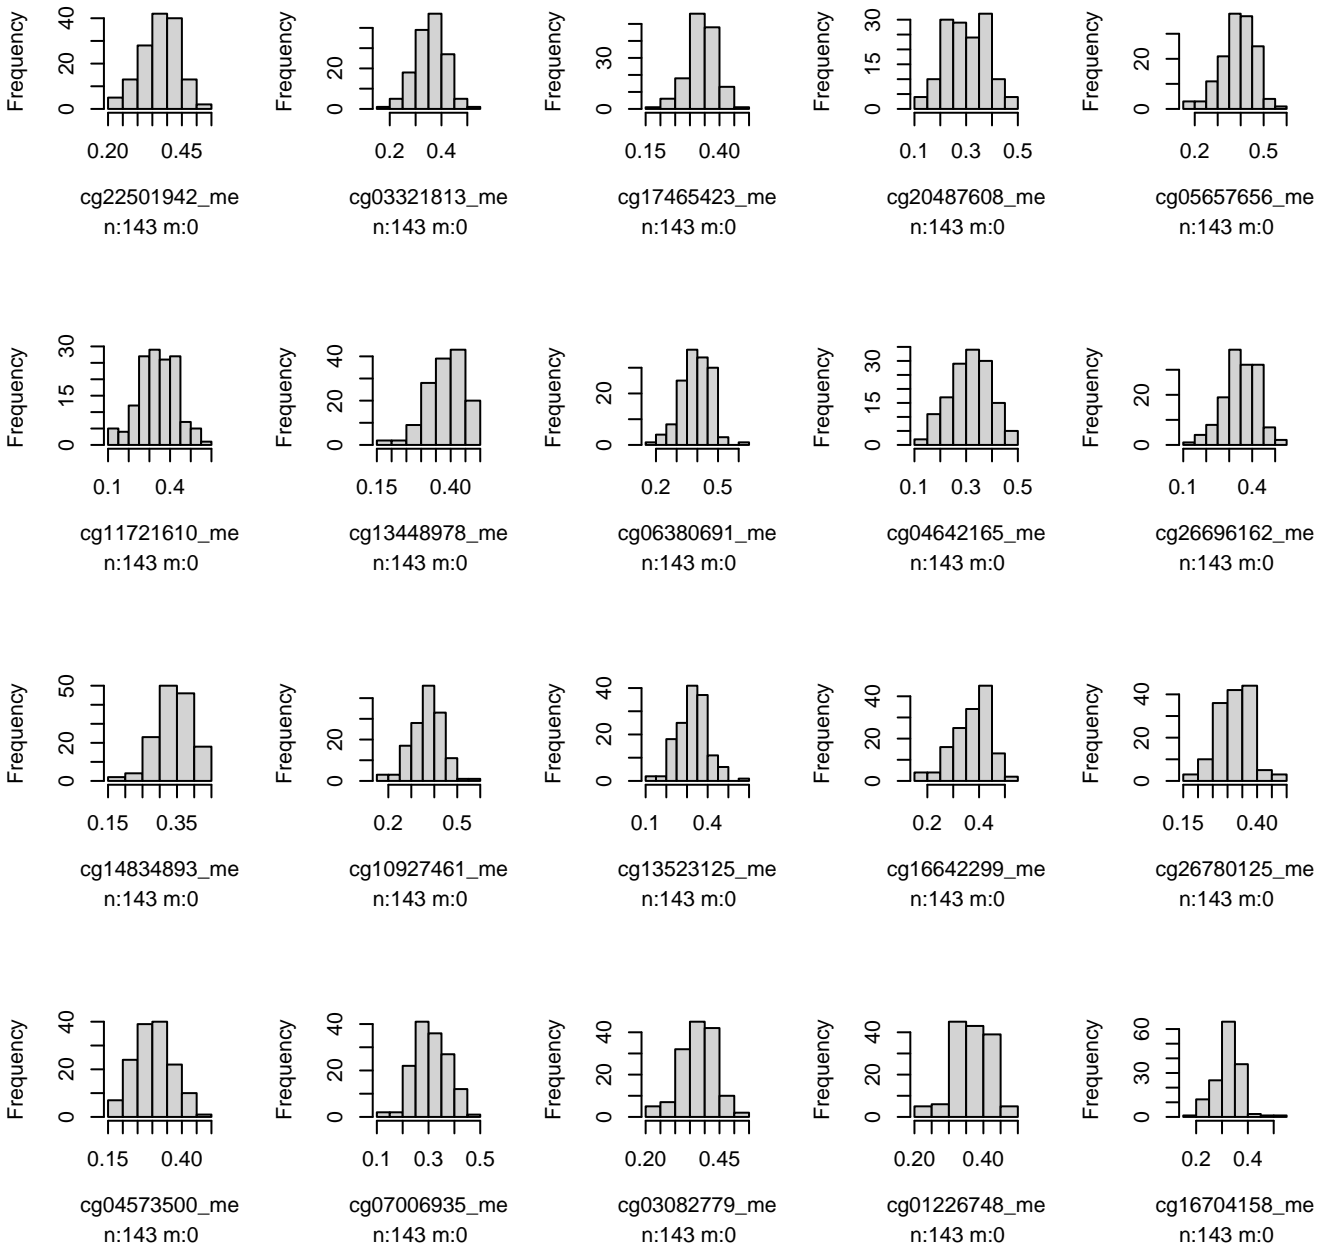 Frequency
0 20 40
0.20 0.45
cg22501942_me
n:143 m:0
Frequency
0 20
0.2 0.4
cg03321813_me
n:143 m:0
Frequency
0 30
0.15 0.40
cg17465423_me
n:143 m:0
Frequency
0 15 30
0.1 0.3 0.5
cg20487608_me
n:143 m:0
Frequency
0 20
0.2 0.5
cg05657656_me
n:143 m:0
Frequency
0 15 30
0.1 0.4
cg11721610_me
n:143 m:0
Frequency
0 20 40
0.15 0.40
cg13448978_me
n:143 m:0
Frequency
0 20
0.2 0.5
cg06380691_me
n:143 m:0
Frequency
0 15 30
0.1 0.3 0.5
cg04642165_me
n:143 m:0
Frequency
0 20
0.1 0.4
cg26696162_me
n:143 m:0
Frequency
0 20 50
0.15 0.35
cg14834893_me
n:143 m:0
Frequency
0 20
0.2 0.5
cg10927461_me
n:143 m:0
Frequency
0 20 40
0.1 0.4
cg13523125_me
n:143 m:0
Frequency
0 20 40
0.2 0.4
cg16642299_me
n:143 m:0
Frequency
0 20 40
0.15 0.40
cg26780125_me
n:143 m:0
Frequency
0 20 40
0.15 0.40
cg04573500_me
n:143 m:0
Frequency
0 20 40
0.1 0.3 0.5
cg07006935_me
n:143 m:0
Frequency
0 20 40
0.20 0.45
cg03082779_me
n:143 m:0
Frequency
0 20 40
0.20 0.40
cg01226748_me
n:143 m:0
Frequency
0 30 60
0.2 0.4
cg16704158_me
n:143 m:0